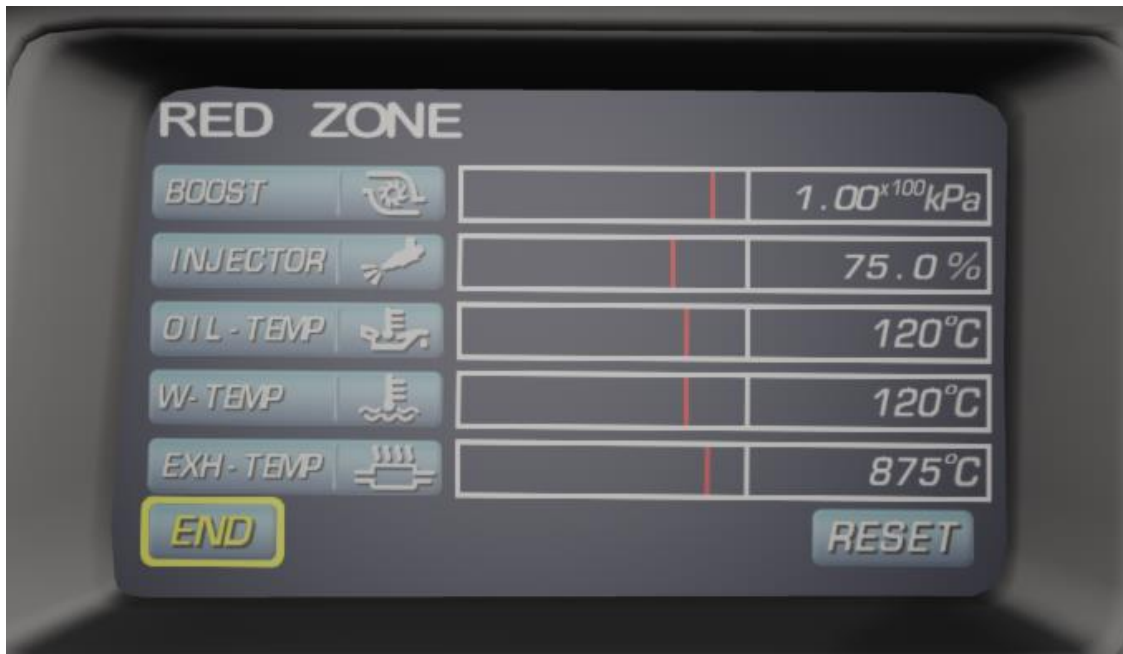 RED ZONE
BOOST 1.00x100kPa
INJECTOR 75.0%
OIL-TEMP 120°C
W-TEMP 120°C
EXH-TEMP 875°C
END RESET